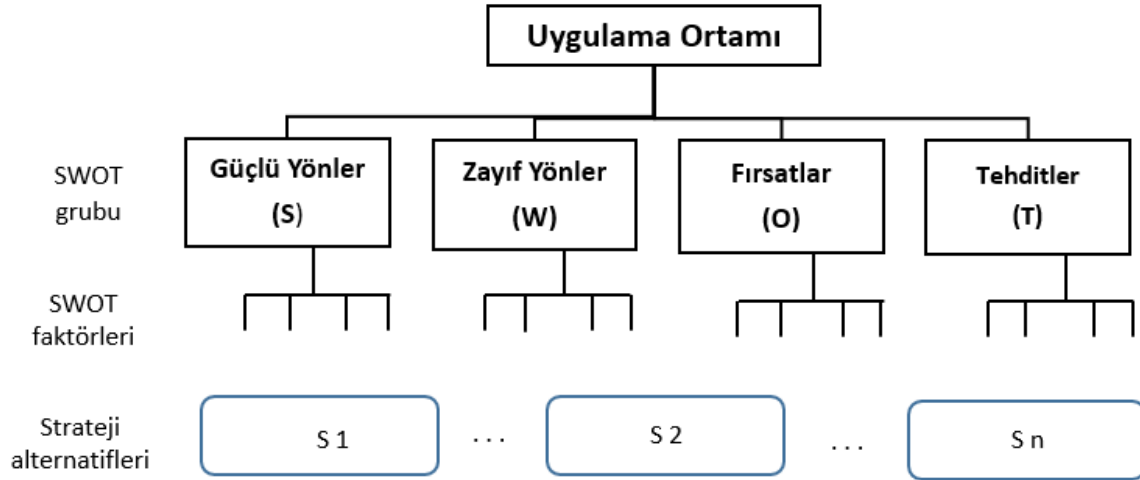 Uygulama Ortamı
SWOT
grubu
Güçlü Yönler
(S)
Zayıf Yönler
(W)
Fırsatlar
(O)
Tehditler
(T)
SWOT
faktörleri
Strateji
alternatifleri
S 1
...
S 2
...
S n